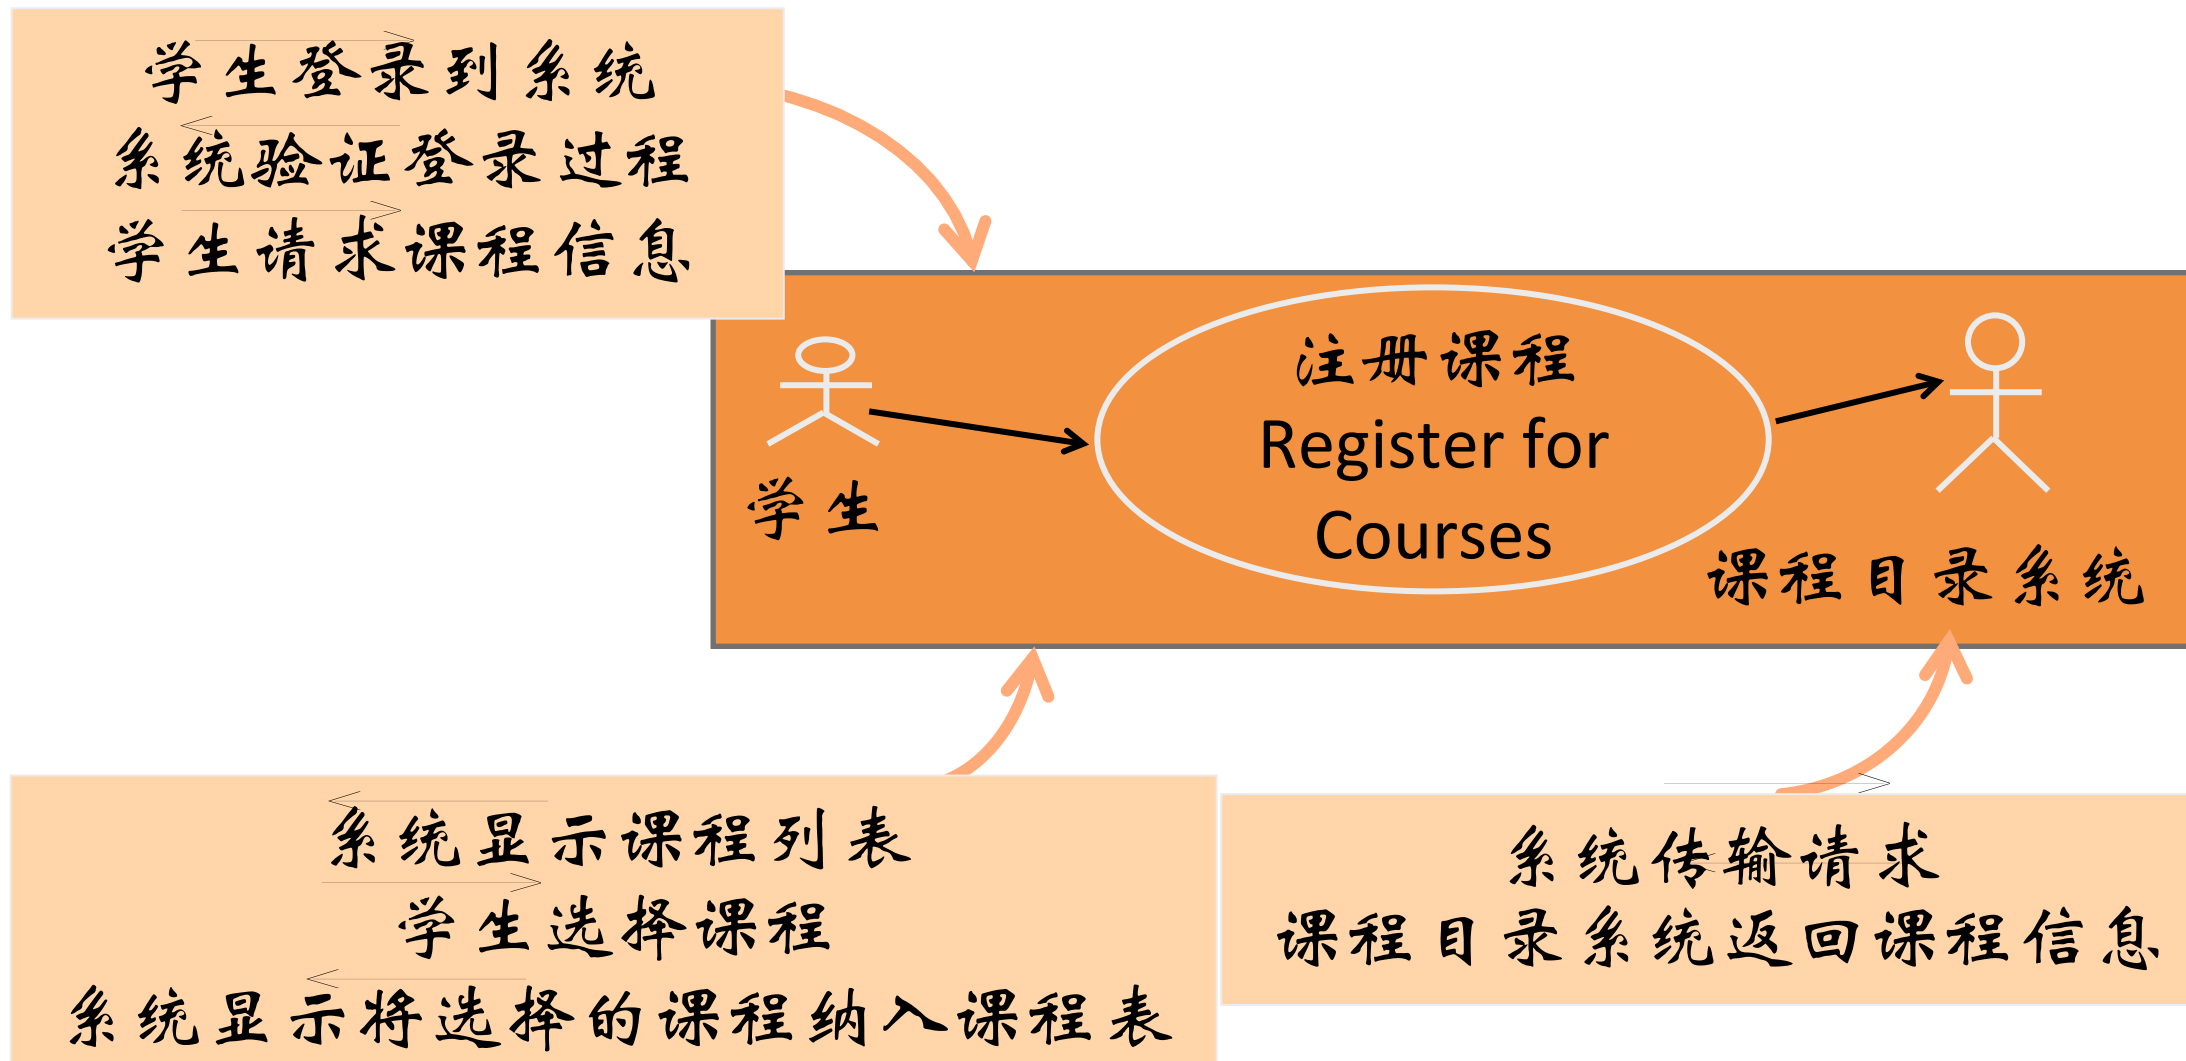 学生登录到系统
系统验证登录过程
学生请求课程信息
注册课程
Register for
Courses
学生
课程目录系统
系统显示课程列表
学生选择课程
系统显示将选择的课程纳入课程表
系统传输请求
课程目录系统返回课程信息